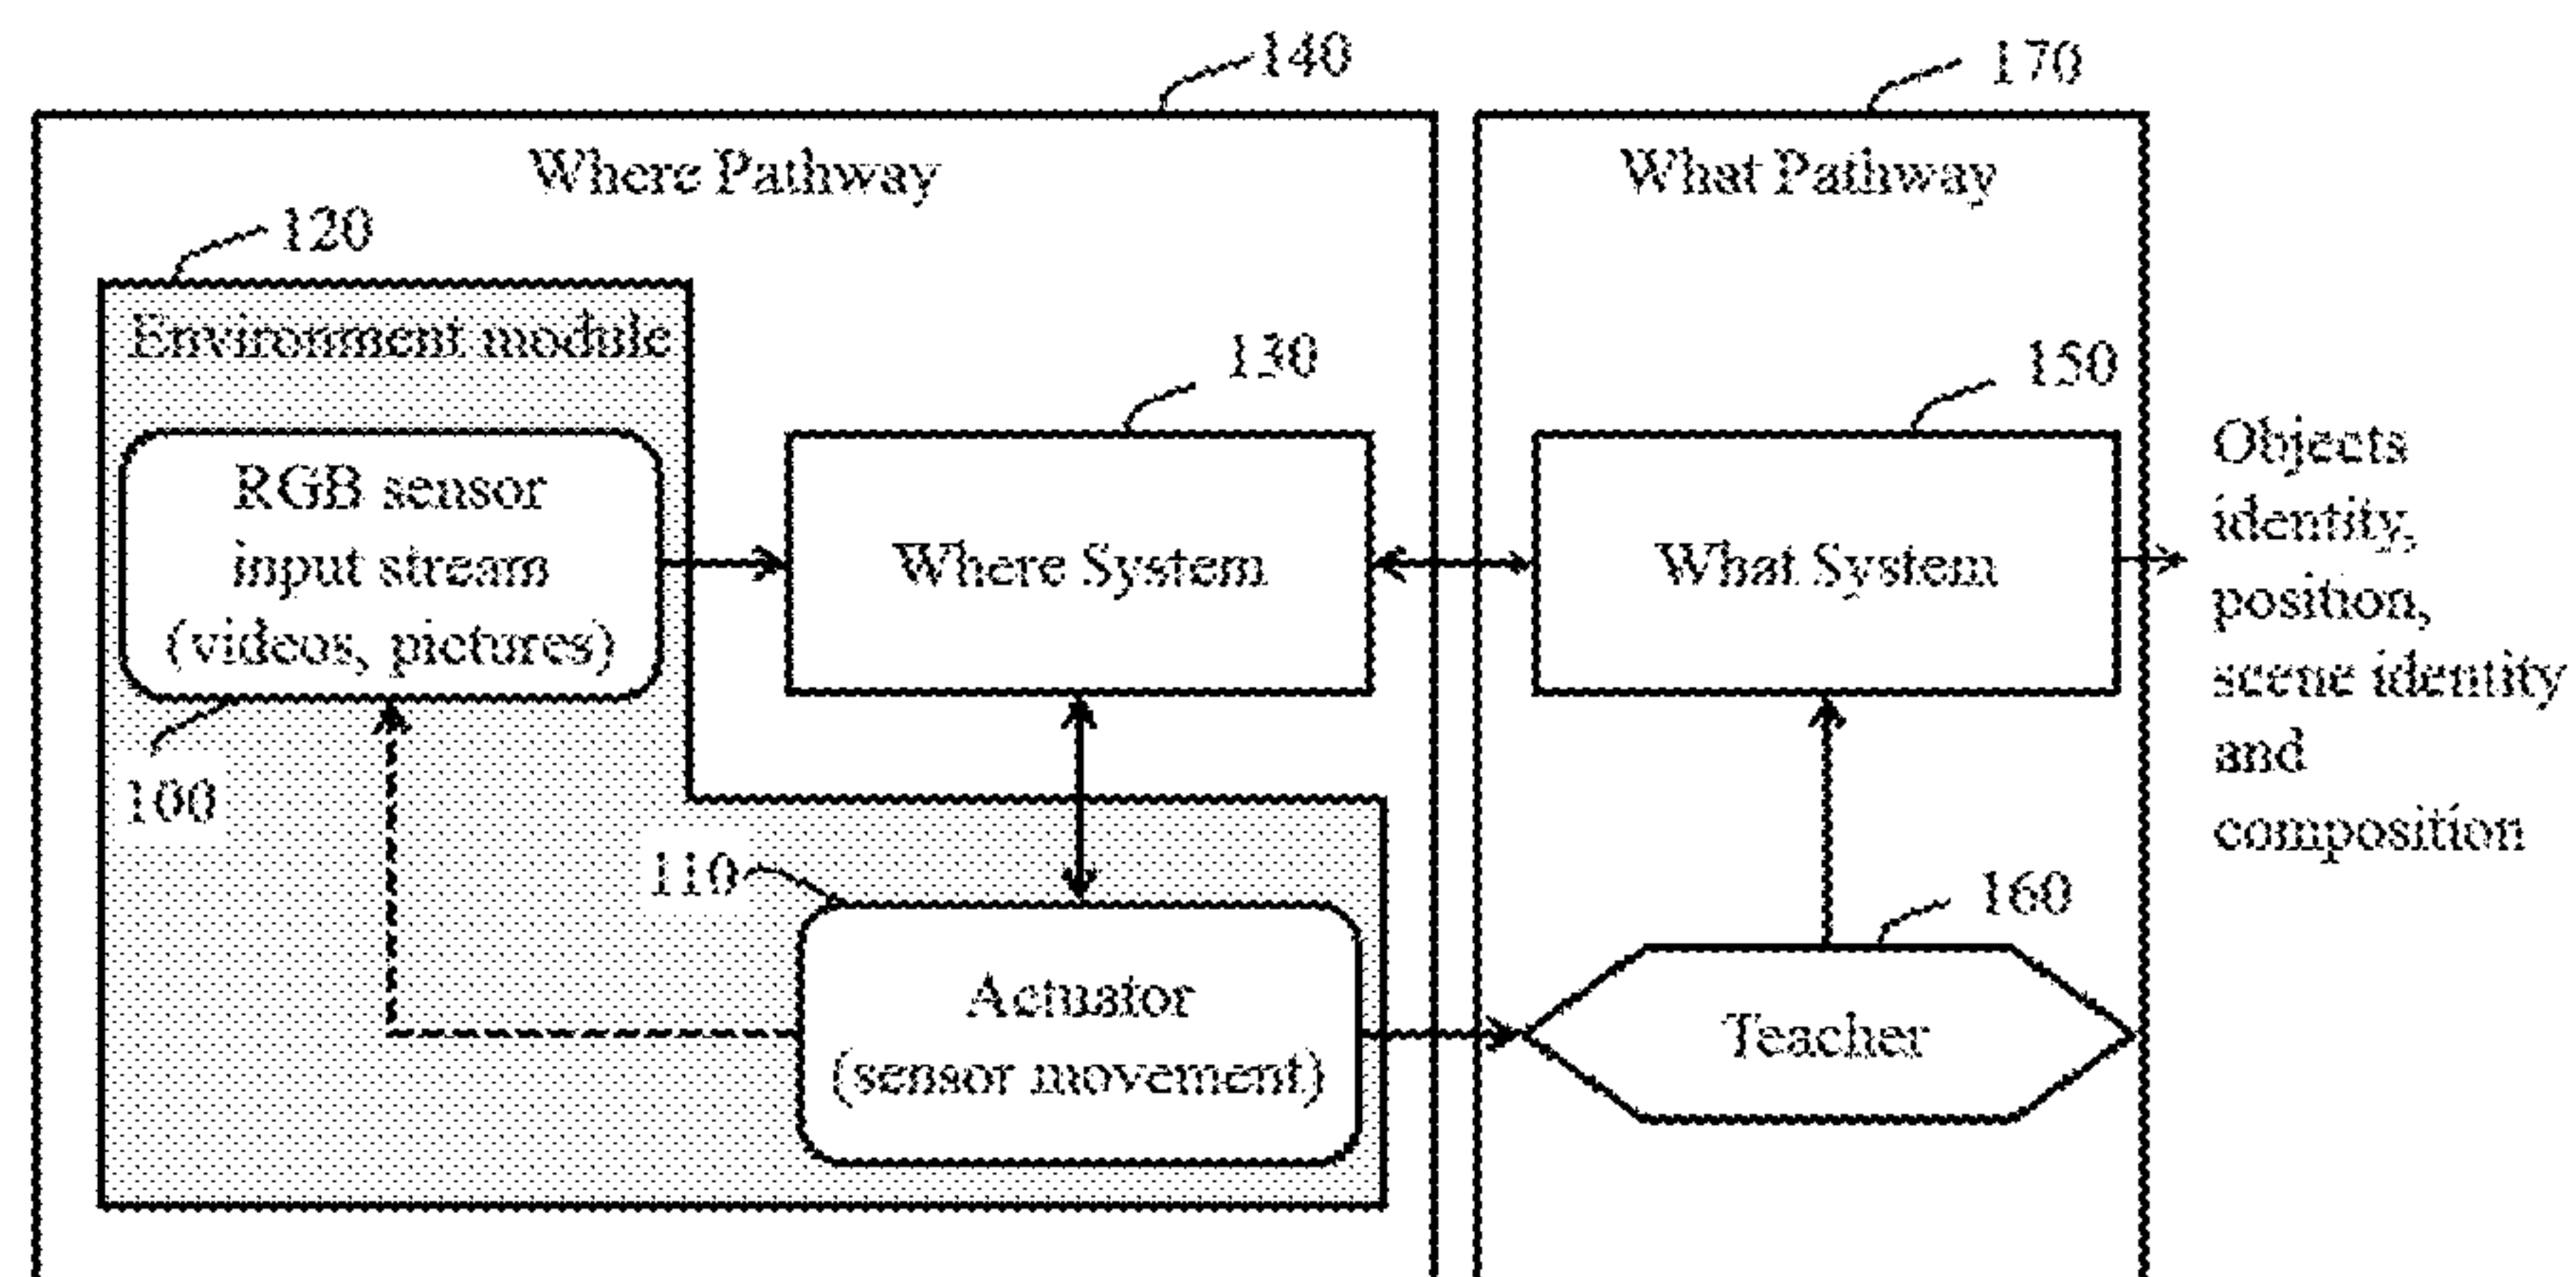 140
170
Where Pathway
What Pathway
120
Environment module
130
150
RGB sensor
input stream
(videos, pictures)
Where System
What System
Objects
identity,
position,
scene identity
and
composition
100
110
160
Actuator
(sensor movement)
Teacher